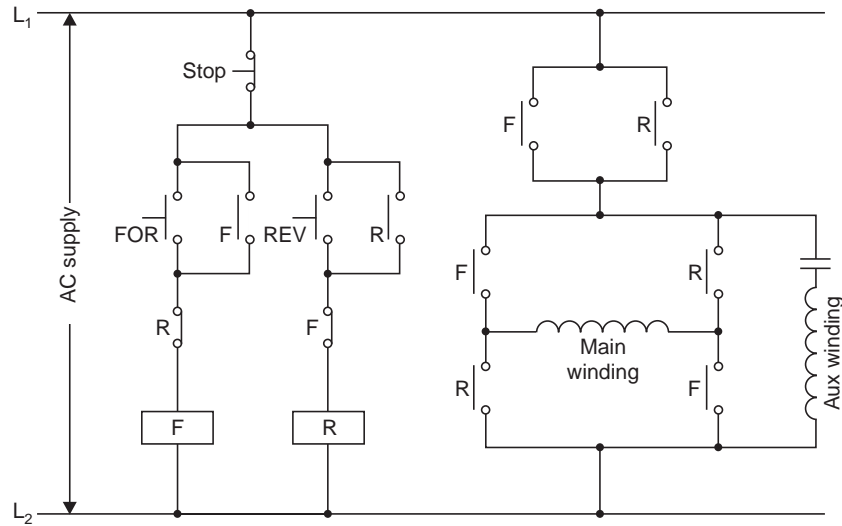 L1
Stop
F
R
FOR
F
REV
R
F
R
AC supply
R
F
Main
winding
Aux winding
R
F
F
R
L2